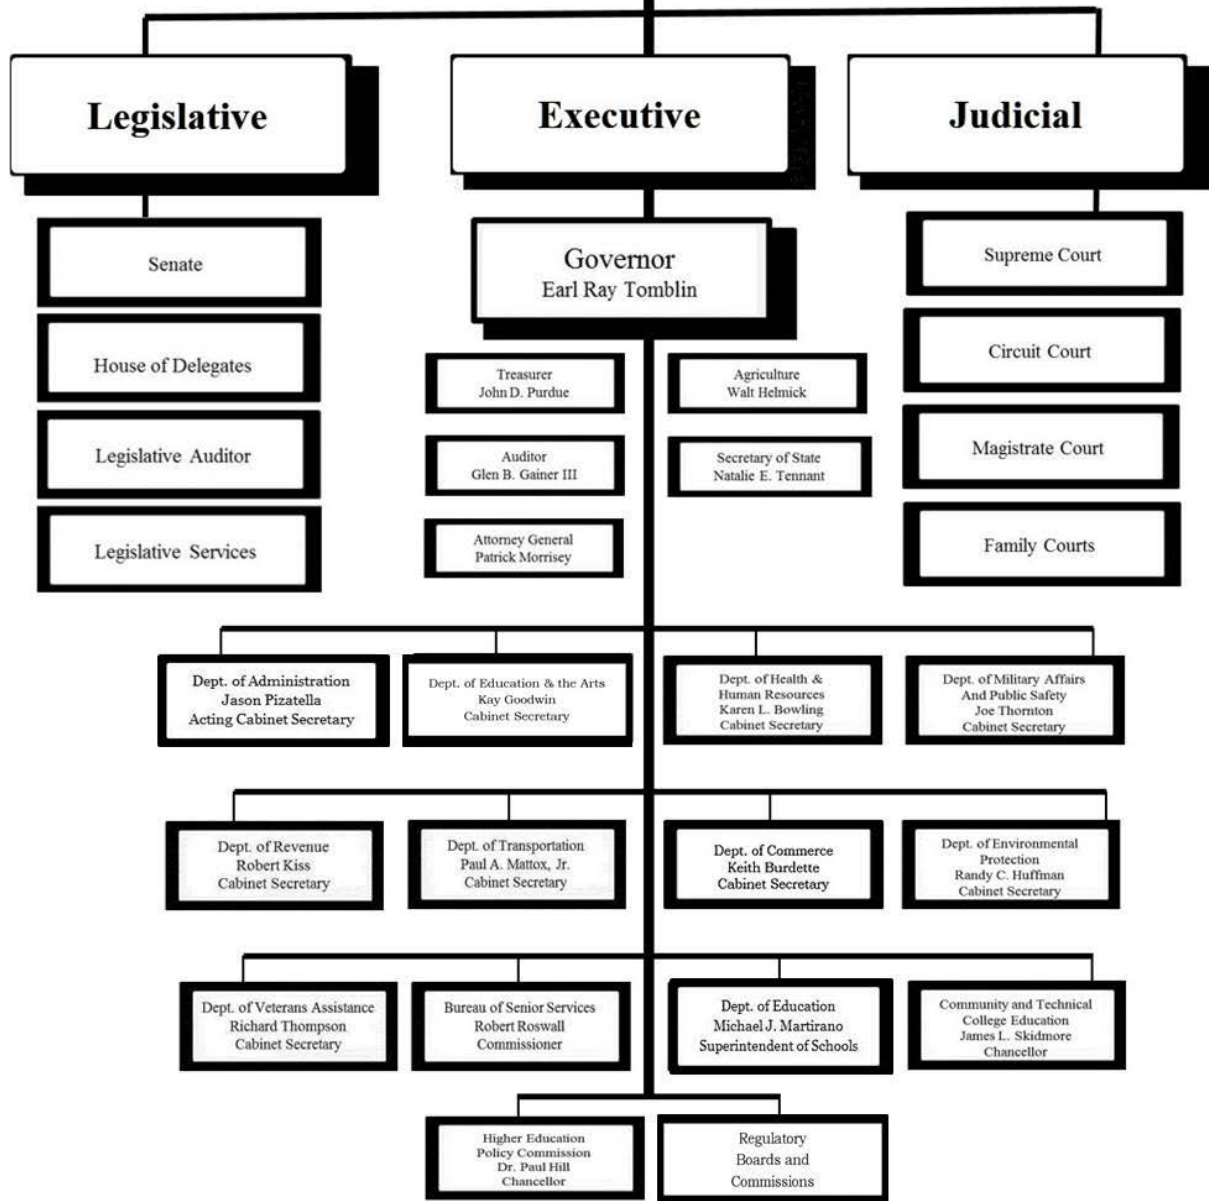 Legislative
Executive
Judicial
Senate
House of Delegates
Legislative Auditor
Legislative Services
Governor
Earl Ray Tomblin
Treasurer
John D. Purdue
Agriculture
Walt Helmick
Auditor
Glen B. Gainer III
Secretary of State
Natalie E. Tennant
Attorney General
Patrick Morrisey
Supreme Court
Circuit Court
Magistrate Court
Family Courts
Dept. of Administration
Jason Pizatella
Acting Cabinet Secretary
Dept. of Education & the Arts
Kay Goodwin
Cabinet Secretary
Dept. of Health &
Human Resources
Karen L. Bowling
Cabinet Secretary
Dept. of Military Affairs
And Public Safety
Joe Thornton
Cabinet Secretary
Dept. of Revenue
Robert Kiss
Cabinet Secretary
Dept. of Transportation
Paul A. Mattox, Jr.
Cabinet Secretary
Dept. of Commerce
Keith Burdette
Cabinet Secretary
Dept. of Environmental
Protection
Randy C. Huffman
Cabinet Secretary
Dept. of Veterans Assistance
Richard Thompson
Cabinet Secretary
Bureau of Senior Services
Robert Roswall
Commissioner
Dept. of Education
Michael J. Martirano
Superintendent of Schools
Community and Technical
College Education
James L. Skidmore
Chancellor
Higher Education
Policy Commission
Dr. Paul Hill
Chancellor
Regulatory
Boards and
Commissions